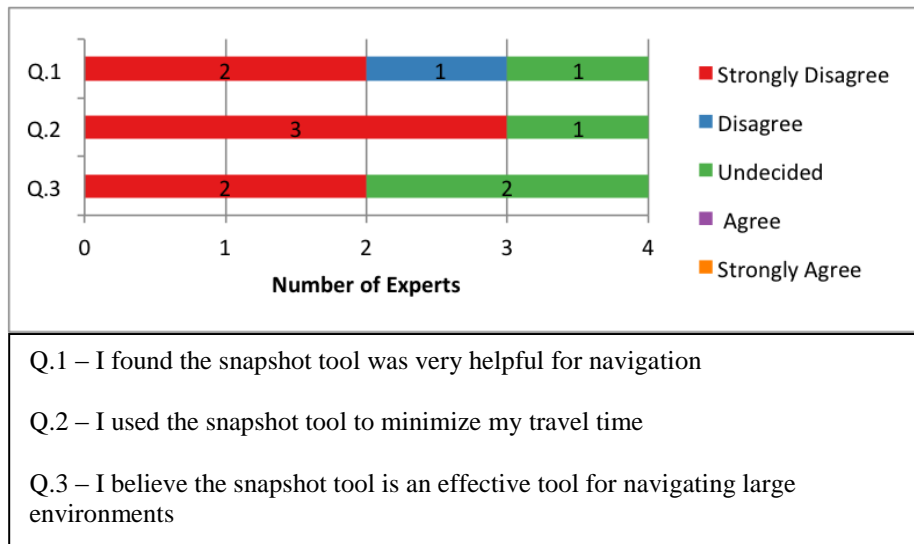 Q.1
2
1
1
Strongly Disagree
Disagree
Q.2
3
1
Undecided
Q.3
2
2
Agree
0
1
2
3
4
Strongly Agree
Number of Experts
Q.1 – I found the snapshot tool was very helpful for navigation
Q.2 – I used the snapshot tool to minimize my travel time
Q.3 – I believe the snapshot tool is an effective tool for navigating large
environments